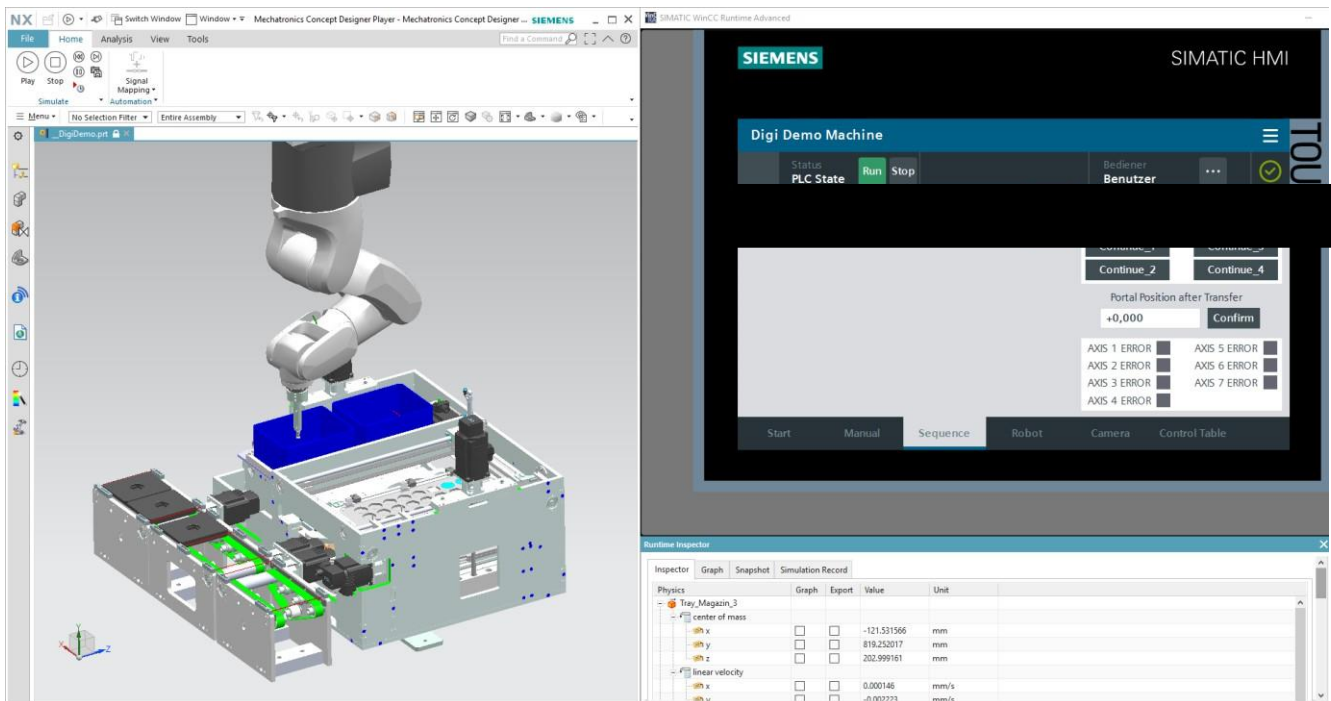 NX Switch Window Window Mechatronics Concept Designer Player - Mechatronics Concept Designer ... SIEMENS
File Home Analysis View Tools Find a Command
Play Stop Signal Mapping
Simulate Automation
Menu No Selection Filter Entire Assembly
_DigiDemo.prt
Y
X
Z
SIMATIC WinCC Runtime Advanced
SIEMENS SIMATIC HMI
TOU
Digi Demo Machine
Status Bediener
PLC State Run Stop Benutzer ...
Continue_2 Continue_4
Portal Position after Transfer
+0,000 Confirm
AXIS 1 ERROR AXIS 5 ERROR
AXIS 2 ERROR AXIS 6 ERROR
AXIS 3 ERROR AXIS 7 ERROR
AXIS 4 ERROR
Start Manual Sequence Robot Camera Control Table
Runtime Inspector
Inspector Graph Snapshot Simulation Record
Physics Graph Export Value Unit
Tray_Magazin_3
center of mass
x -121.531566 mm
y 819.252017 mm
z 202.999161 mm
linear velocity
x 0.000146 mm/s
y -0.002223 mm/s